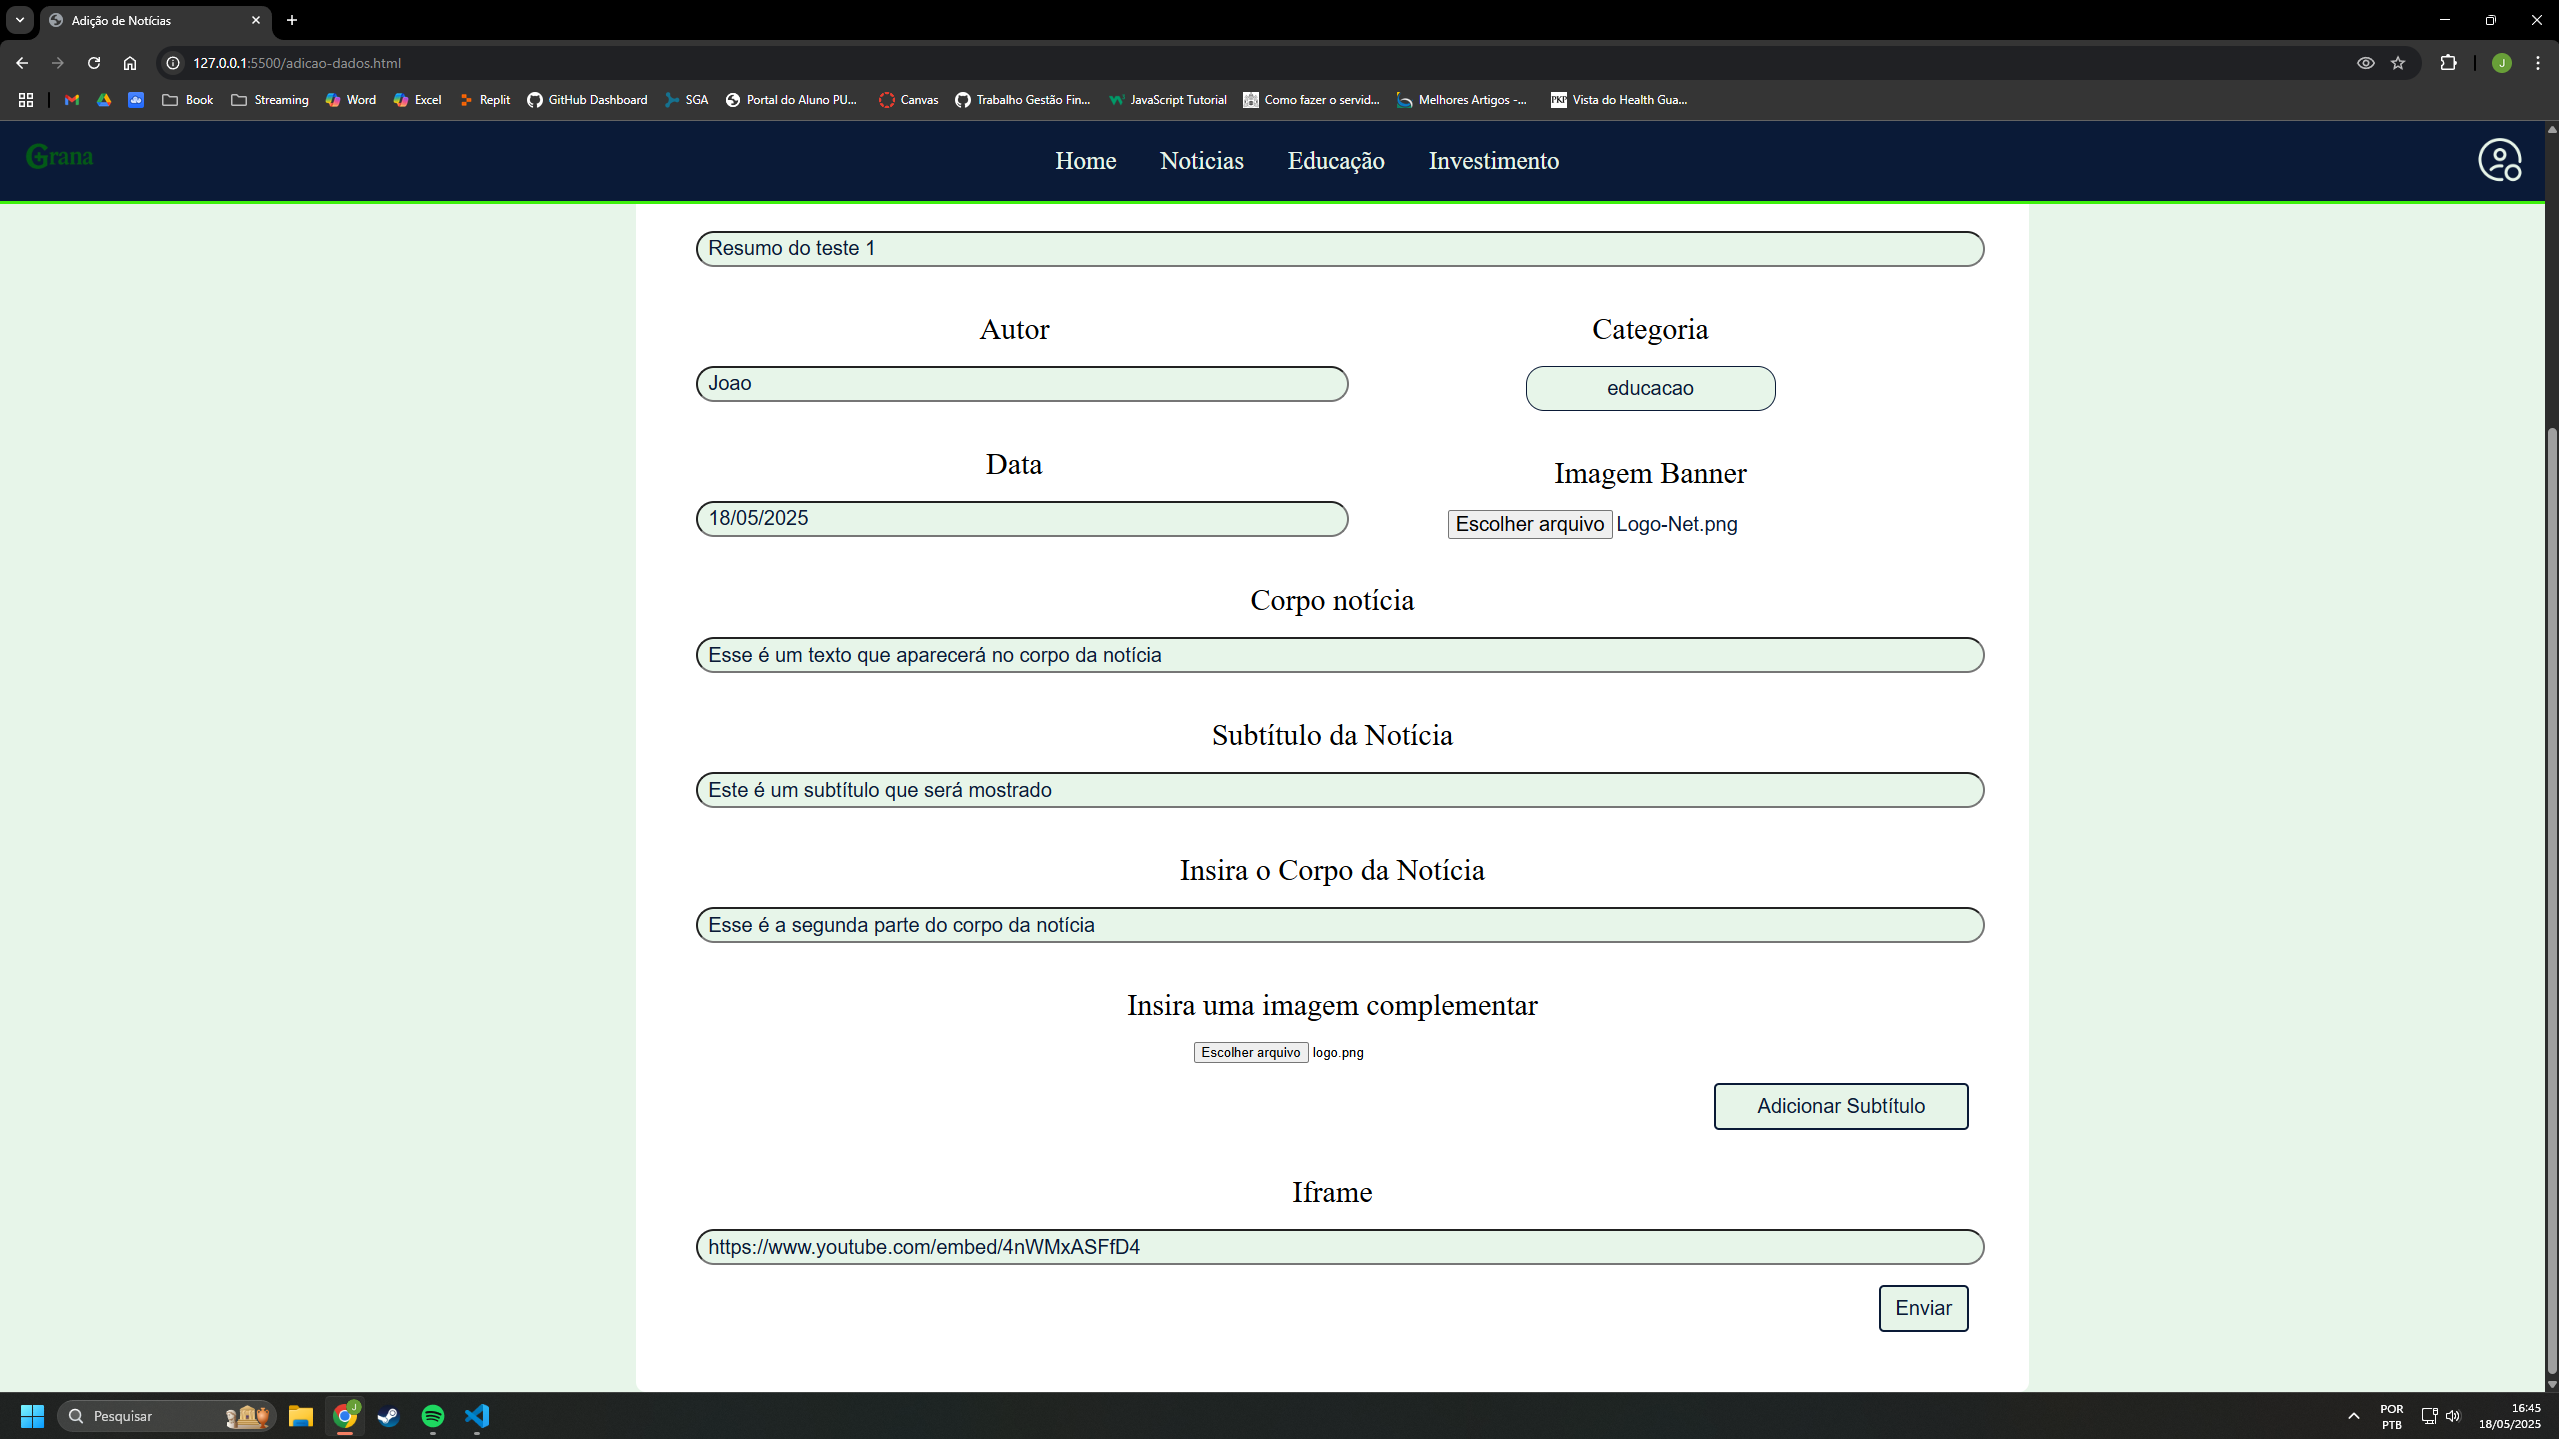 Adição de Notícias
127.0.0.1:5500/adicao-dados.html
J
Book
Streaming
Word
Excel
Replit
GitHub Dashboard
SGA
Portal do Aluno PU...
Canvas
Trabalho Gestão Fin...
JavaScript Tutorial
Como fazer o servid...
Melhores Artigos -...
PKP
Vista do Health Gua...
Grana
Home
Noticias
Educação
Investimento
Resumo do teste 1
Autor
Categoria
Joao
educacao
Data
Imagem Banner
18/05/2025
Escolher arquivo Logo-Net.png
Corpo notícia
Esse é um texto que aparecerá no corpo da notícia
Subtítulo da Notícia
Este é um subtítulo que será mostrado
Insira o Corpo da Notícia
Esse é a segunda parte do corpo da notícia
Insira uma imagem complementar
Escolher arquivo logo.png
Adicionar Subtítulo
Iframe
https://www.youtube.com/embed/4nWMxASFfD4
Enviar
Pesquisar
J
POR
PTB
16:45
18/05/2025